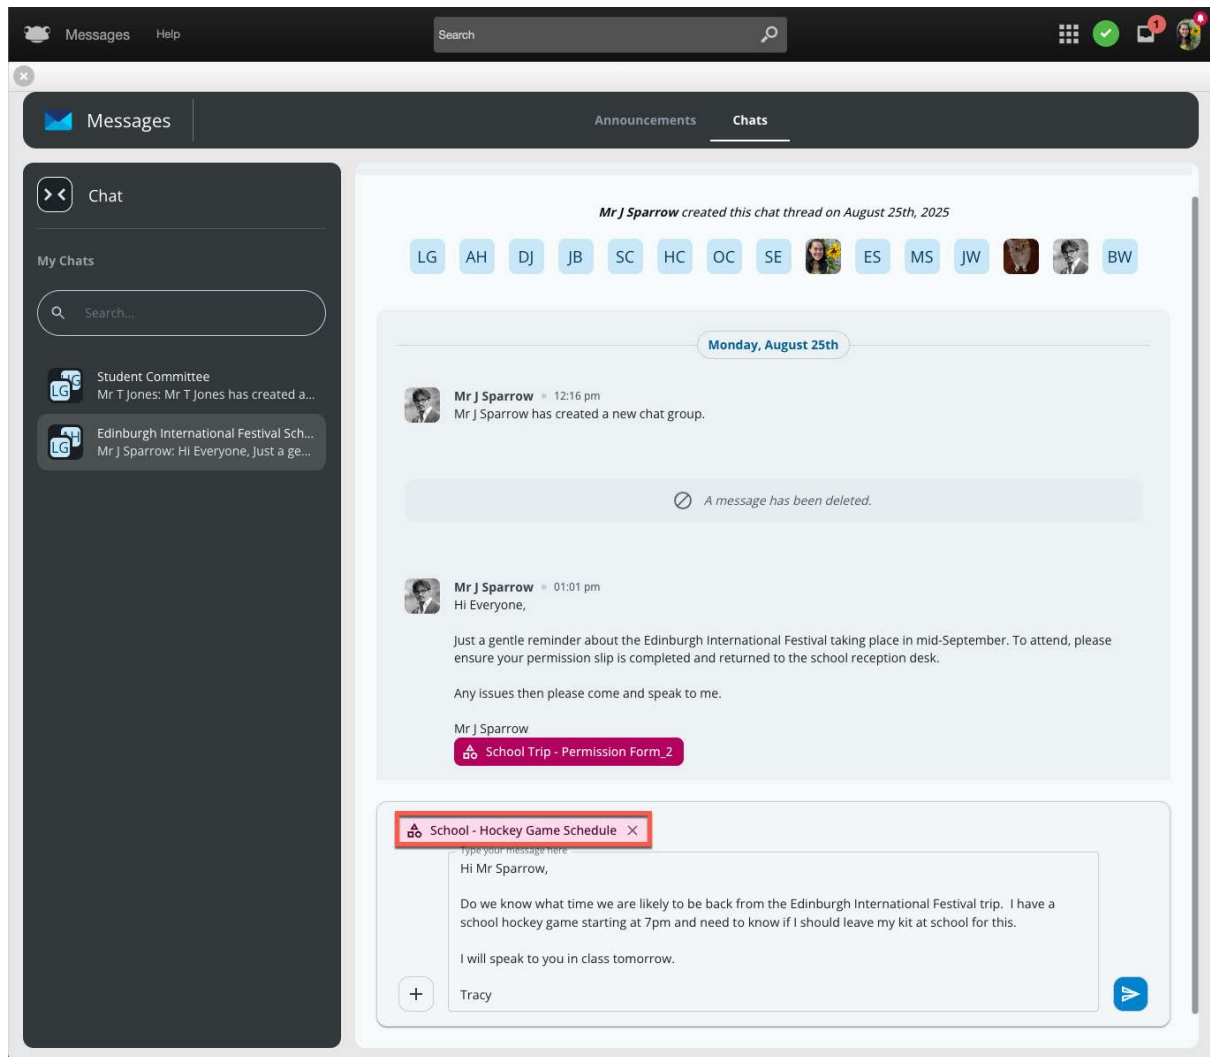 Messages Help
Search
1
Messages
Announcements Chats
Chat
My Chats
Search...
Student Committee
Mr T Jones: Mr T Jones has created a...
Edinburgh International Festival Sch...
Mr J Sparrow: Hi Everyone, Just a ge...
LG
LG
Mr J Sparrow created this chat thread on August 25th, 2025
LG AH DJ JB SC HC OC SE ES MS JW BW
Monday, August 25th
Mr J Sparrow 12:16 pm
Mr J Sparrow has created a new chat group.
A message has been deleted.
Mr J Sparrow 01:01 pm
Hi Everyone,
Just a gentle reminder about the Edinburgh International Festival taking place in mid-September. To attend, please
ensure your permission slip is completed and returned to the school reception desk.
Any issues then please come and speak to me.
Mr J Sparrow
School Trip - Permission Form_2
School - Hockey Game Schedule
Type your message here
Hi Mr Sparrow,
Do we know what time we are likely to be back from the Edinburgh International Festival trip. I have a
school hockey game starting at 7pm and need to know if I should leave my kit at school for this.
I will speak to you in class tomorrow.
Tracy